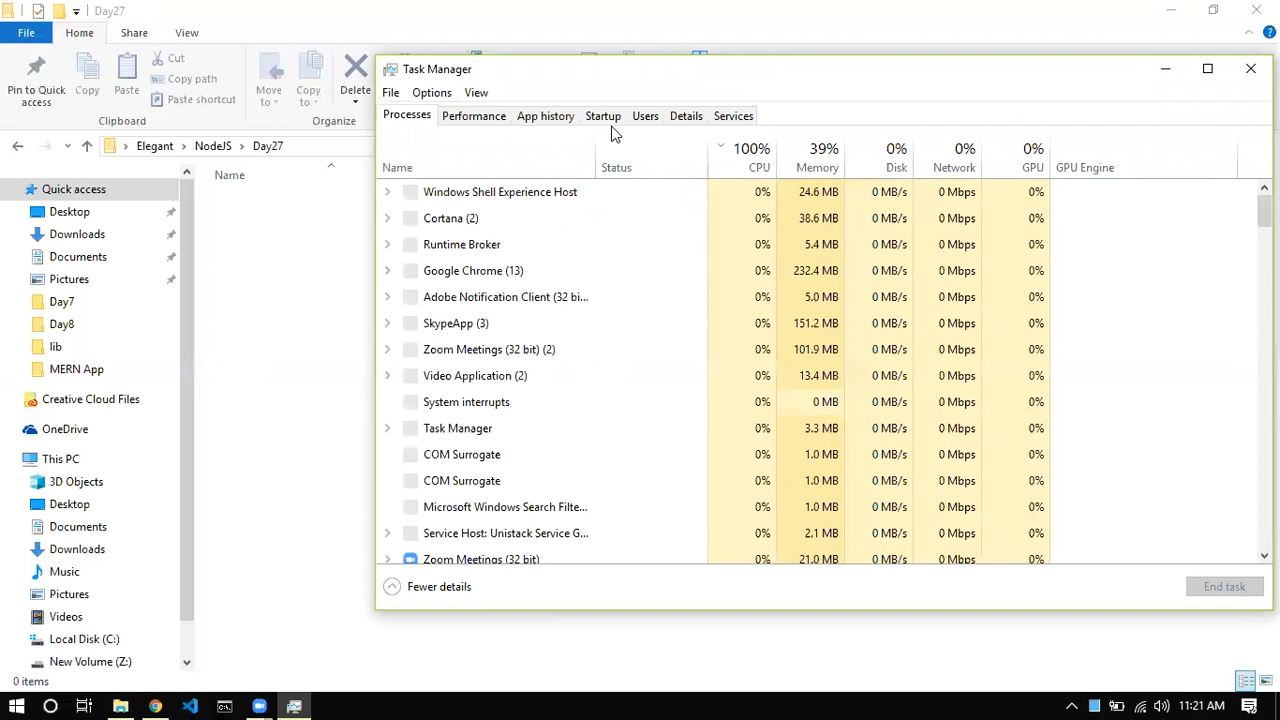 Day27
File Home Share View
Pin to Quick access
Copy
Paste
Cut
Copy path
Paste shortcut
Clipboard
Move to
Copy to
Delete
Organize
Elegant NodeJS Day27
Name
Quick access
Desktop
Downloads
Documents
Pictures
Day7
Day8
lib
MERN App
Creative Cloud Files
OneDrive
This PC
3D Objects
Desktop
Documents
Downloads
Music
Pictures
Videos
Local Disk (C:)
New Volume (Z:)
0 items
Task Manager
File Options View
Processes Performance App history Startup Users Details Services
100% 39% 0% 0% 0%
Name Status CPU Memory Disk Network GPU GPU Engine
Windows Shell Experience Host 0% 24.6 MB 0 MB/s 0 Mbps 0%
Cortana (2) 0% 38.6 MB 0 MB/s 0 Mbps 0%
Runtime Broker 0% 5.4 MB 0 MB/s 0 Mbps 0%
Google Chrome (13) 0% 232.4 MB 0 MB/s 0 Mbps 0%
Adobe Notification Client (32 bi... 0% 5.0 MB 0 MB/s 0 Mbps 0%
SkypeApp (3) 0% 151.2 MB 0 MB/s 0 Mbps 0%
Zoom Meetings (32 bit) (2) 0% 101.9 MB 0 MB/s 0 Mbps 0%
Video Application (2) 0% 13.4 MB 0 MB/s 0 Mbps 0%
System interrupts 0% 0 MB 0 MB/s 0 Mbps 0%
Task Manager 0% 3.3 MB 0 MB/s 0 Mbps 0%
COM Surrogate 0% 1.0 MB 0 MB/s 0 Mbps 0%
COM Surrogate 0% 1.0 MB 0 MB/s 0 Mbps 0%
Microsoft Windows Search Filte... 0% 1.0 MB 0 MB/s 0 Mbps 0%
Service Host: Unistack Service G... 0% 2.1 MB 0 MB/s 0 Mbps 0%
Zoom Meetings (32 bit) 0% 21.0 MB 0 MB/s 0 Mbps 0%
Fewer details
End task
11:21 AM